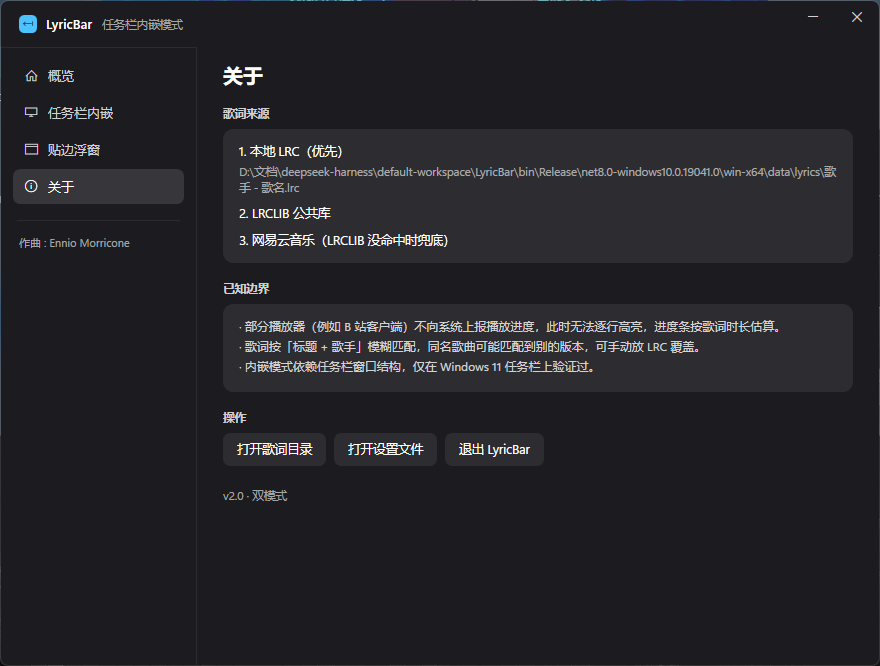 LyricBar 任务栏内嵌模式
概览
任务栏内嵌
贴边浮窗
关于
作曲 : Ennio Morricone
关于
歌词来源
1. 本地 LRC（优先）
D:\文档\deepseek-harness\default-workspace\LyricBar\bin\Release\net8.0-windows10.0.19041.0\win-x64\data\lyrics\歌
手 - 歌名.lrc
2. LRCLIB 公共库
3. 网易云音乐（LRCLIB 没命中时兜底）
已知边界
· 部分播放器（例如 B 站客户端）不向系统上报播放进度，此时无法逐行高亮，进度条按歌词时长估算。
· 歌词按「标题 + 歌手」模糊匹配，同名歌曲可能匹配到别的版本，可手动放 LRC 覆盖。
· 内嵌模式依赖任务栏窗口结构，仅在 Windows 11 任务栏上验证过。
操作
打开歌词目录 打开设置文件 退出 LyricBar
v2.0 · 双模式